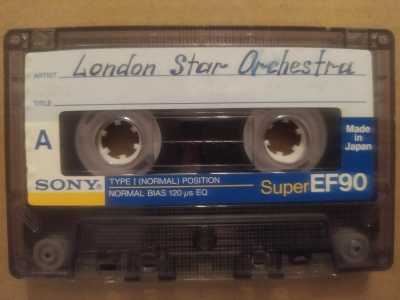 ARTIST London Star Orchestra
TITLE
A
Made
in
Japan
SONY®
TYPE I (NORMAL) POSITION
NORMAL BIAS 120 µs EQ
Super EF90